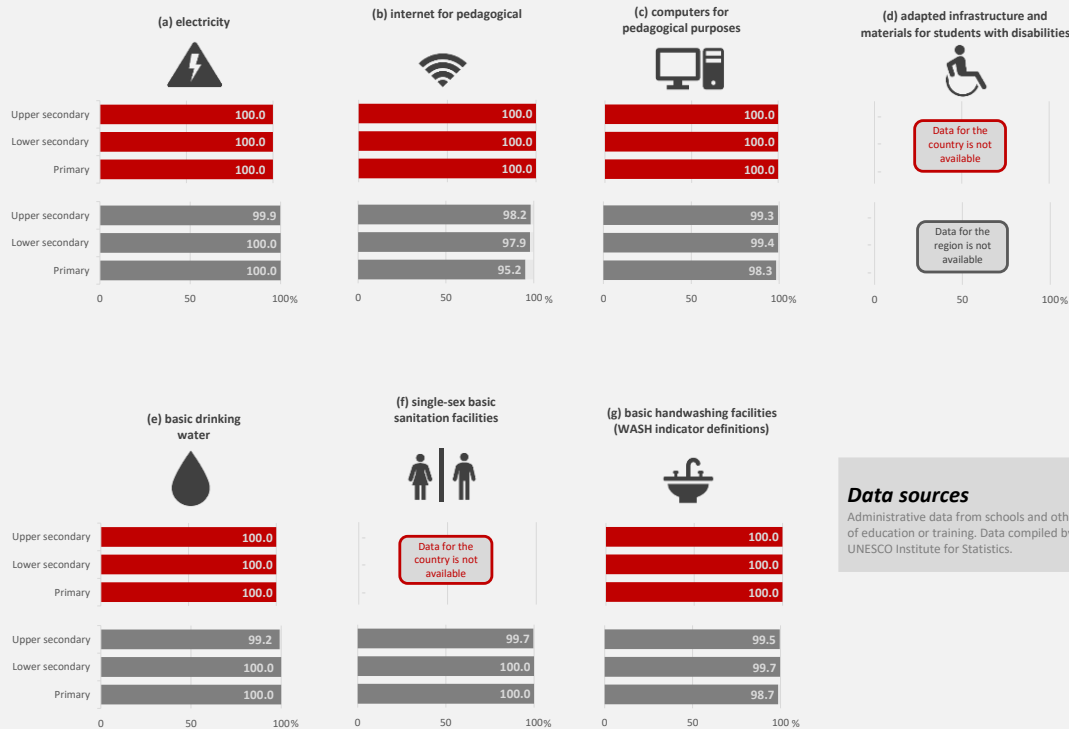 (a) electricity
(b) internet for pedagogical
(c) computers for
pedagogical purposes
(d) adapted infrastructure and
materials for students with disabilities
Upper secondary
Lower secondary
Primary
100.0
100.0
100.0
100.0
100.0
100.0
100.0
100.0
100.0
Data for the
country is not
available
Upper secondary
Lower secondary
Primary
99.9
100.0
100.0
98.2
97.9
95.2
99.3
99.4
98.3
Data for the
region is not
available
0 50 100%
0 50 100 %
0 50 100 %
0 50 100%
(e) basic drinking
water
(f) single-sex basic
sanitation facilities
(g) basic handwashing facilities
(WASH indicator definitions)
Upper secondary
Lower secondary
Primary
100.0
100.0
100.0
Data for the
country is not
available
100.0
100.0
100.0
Upper secondary
Lower secondary
Primary
99.2
100.0
100.0
99.7
100.0
100.0
99.5
99.7
98.7
0 50 100%
0 50 100 %
0 50 100 %
Data sources
Administrative data from schools and
of education or training. Data compiled
UNESCO Institute for Statistics.